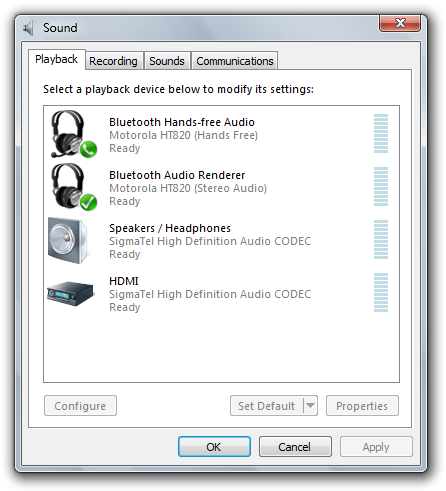 Sound
Playback Recording Sounds Communications
Select a playback device below to modify its settings:
Bluetooth Hands-free Audio
Motorola HT820 (Hands Free)
Ready
Bluetooth Audio Renderer
Motorola HT820 (Stereo Audio)
Ready
Speakers / Headphones
SigmaTel High Definition Audio CODEC
Ready
HDMI
SigmaTel High Definition Audio CODEC
Ready
Configure Set Default Properties
OK Cancel Apply